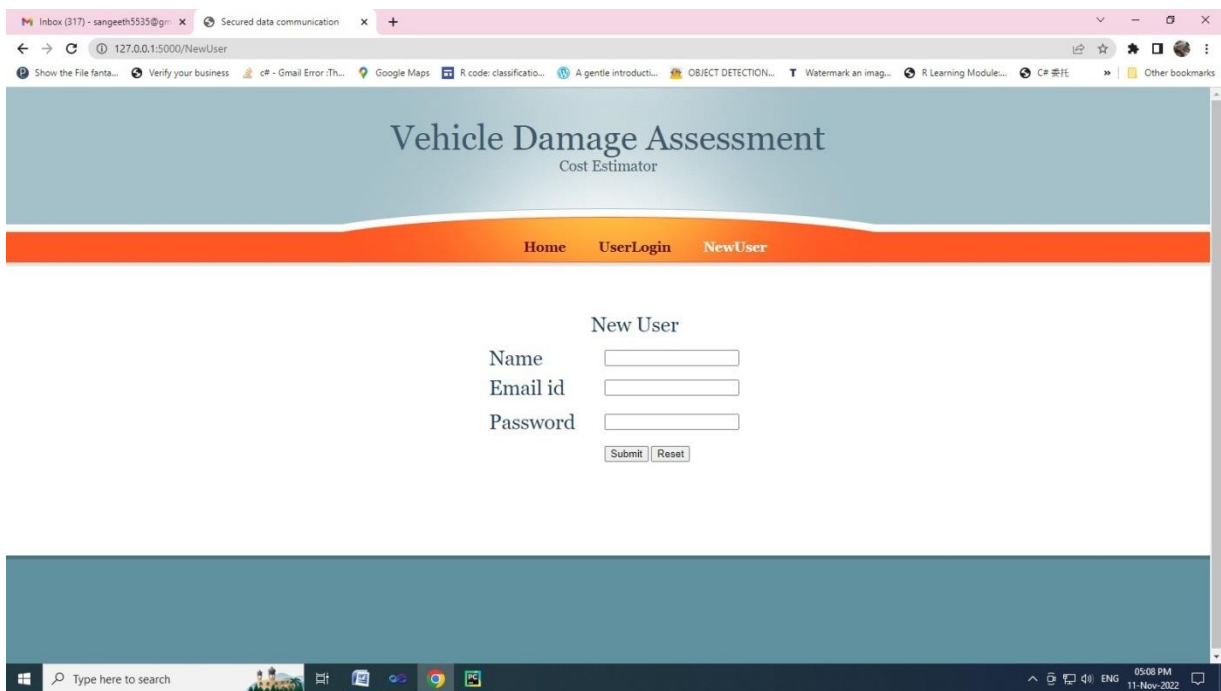 Inbox (317) - sangeeth5535@gm
Secured data communication
127.0.0.1:5000/NewUser
Show the File fanta...
Verify your business
c# - Gmail Error :Th...
Google Maps
R code: classificatio...
A gentle introducti...
OBJECT DETECTION...
Watermark an imag...
R Learning Module:...
C# 委托
Other bookmarks
Vehicle Damage Assessment
Cost Estimator
Home UserLogin NewUser
New User
Name
Email id
Password
Submit Reset
Type here to search
PC
ENG
05:08 PM
11-Nov-2022